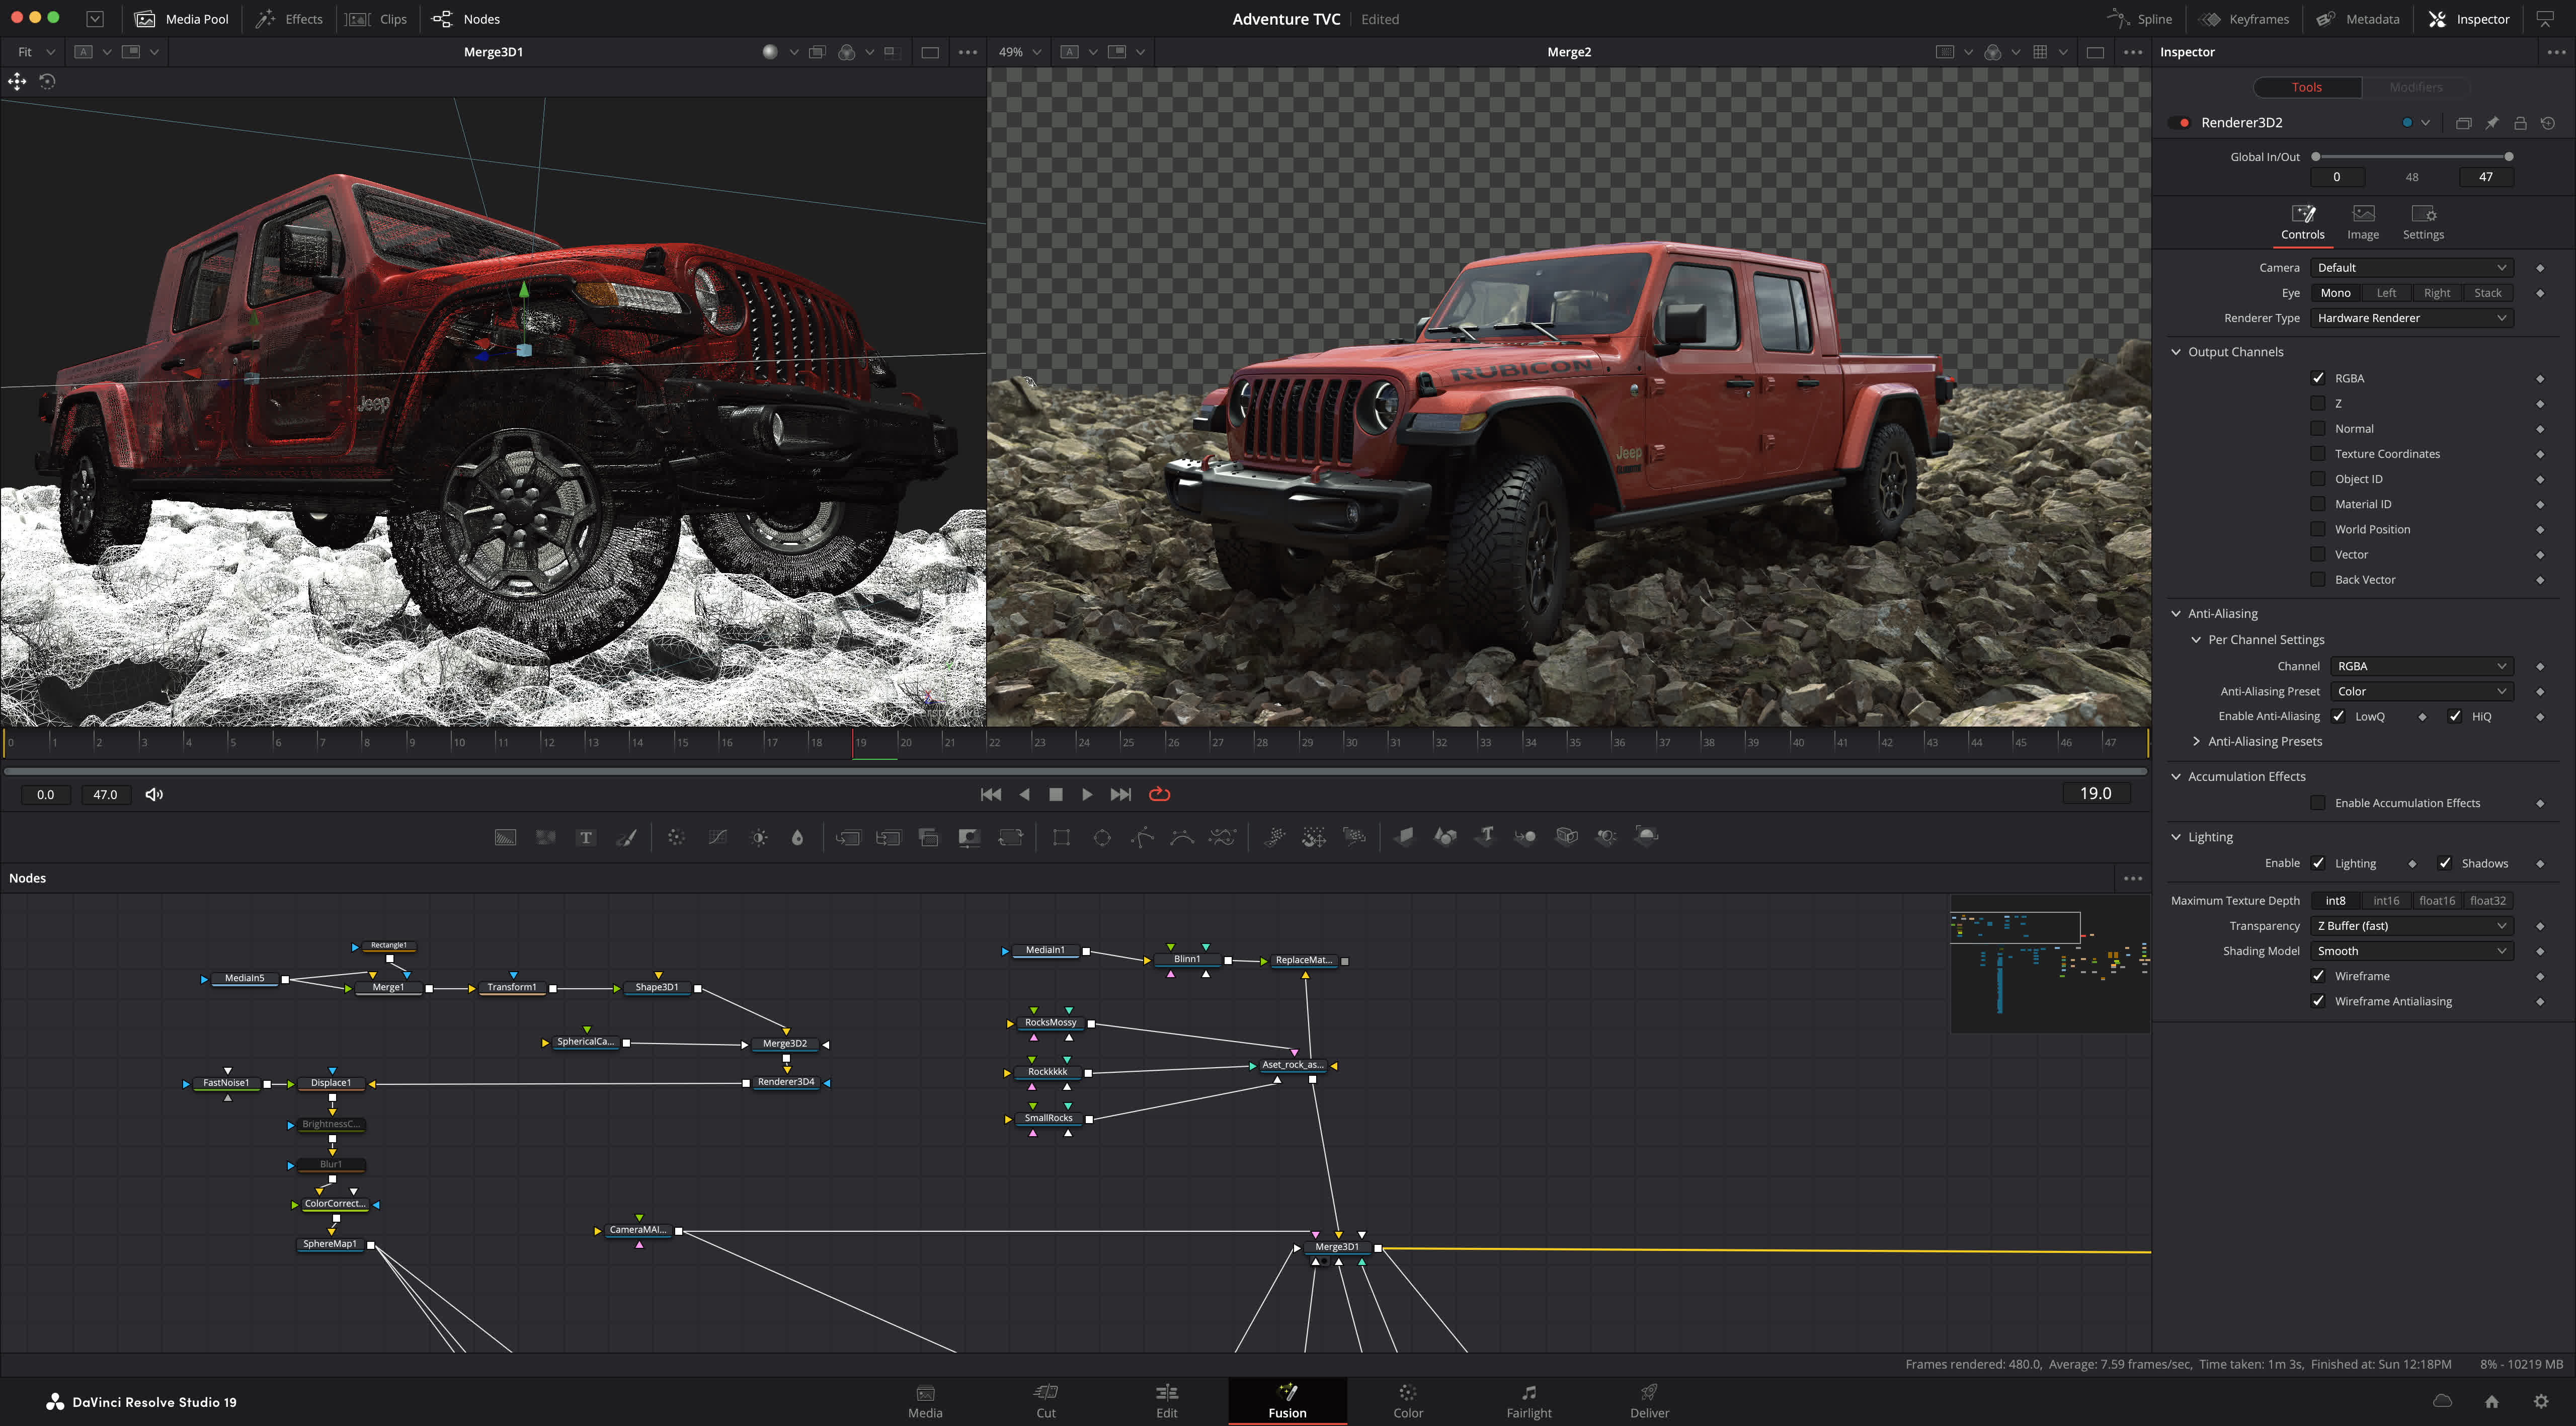 Media Pool Effects Clips Nodes Adventure TVC Edited Spline Keyframes Metadata Inspector
Fit A Merge3D1 49% A Merge2 Inspector
Tools Modifiers
Renderer3D2
Global In/Out
0 48 47
Controls Image Settings
Camera Default
Eye Mono Left Right Stack
Renderer Type Hardware Renderer
Output Channels
RGBA
Z
Normal
Texture Coordinates
Object ID
Material ID
World Position
Vector
Back Vector
Anti-Aliasing
Per Channel Settings
Channel RGBA
Anti-Aliasing Preset Color
Enable Anti-Aliasing LowQ HiQ
Anti-Aliasing Presets
Accumulation Effects
Enable Accumulation Effects
Lighting
Enable Lighting Shadows
Maximum Texture Depth int8 int16 float16 float32
Transparency Z Buffer (fast)
Shading Model Smooth
Wireframe
Wireframe Antialiasing
Jeep
RUBICON
Jeep
0 1 2 3 4 5 6 7 8 9 10 11 12 13 14 15 16 17 18 19 20 21 22 23 24 25 26 27 28 29 30 31 32 33 34 35 36 37 38 39 40 41 42 43 44 45 46 47
0.0 47.0 19.0
T T
Nodes
Rectangle1
MediaIn5
Merge1
Transform1
Shape3D1
SphericalCa...
Merge3D2
FastNoise1
Displace1
Renderer3D4
BrightnessC...
Blur1
ColorCorrect...
SphereMap1
CameraMAI...
MediaIn1
Blinn1
ReplaceMat...
RocksMossy
Rockkkkk
SmallRocks
Aset_rock_as...
Merge3D1
Frames rendered: 480.0, Average: 7.59 frames/sec, Time taken: 1m 3s, Finished at: Sun 12:18PM 8% - 10219 MB
DaVinci Resolve Studio 19
Media Cut Edit Fusion Color Fairlight Deliver